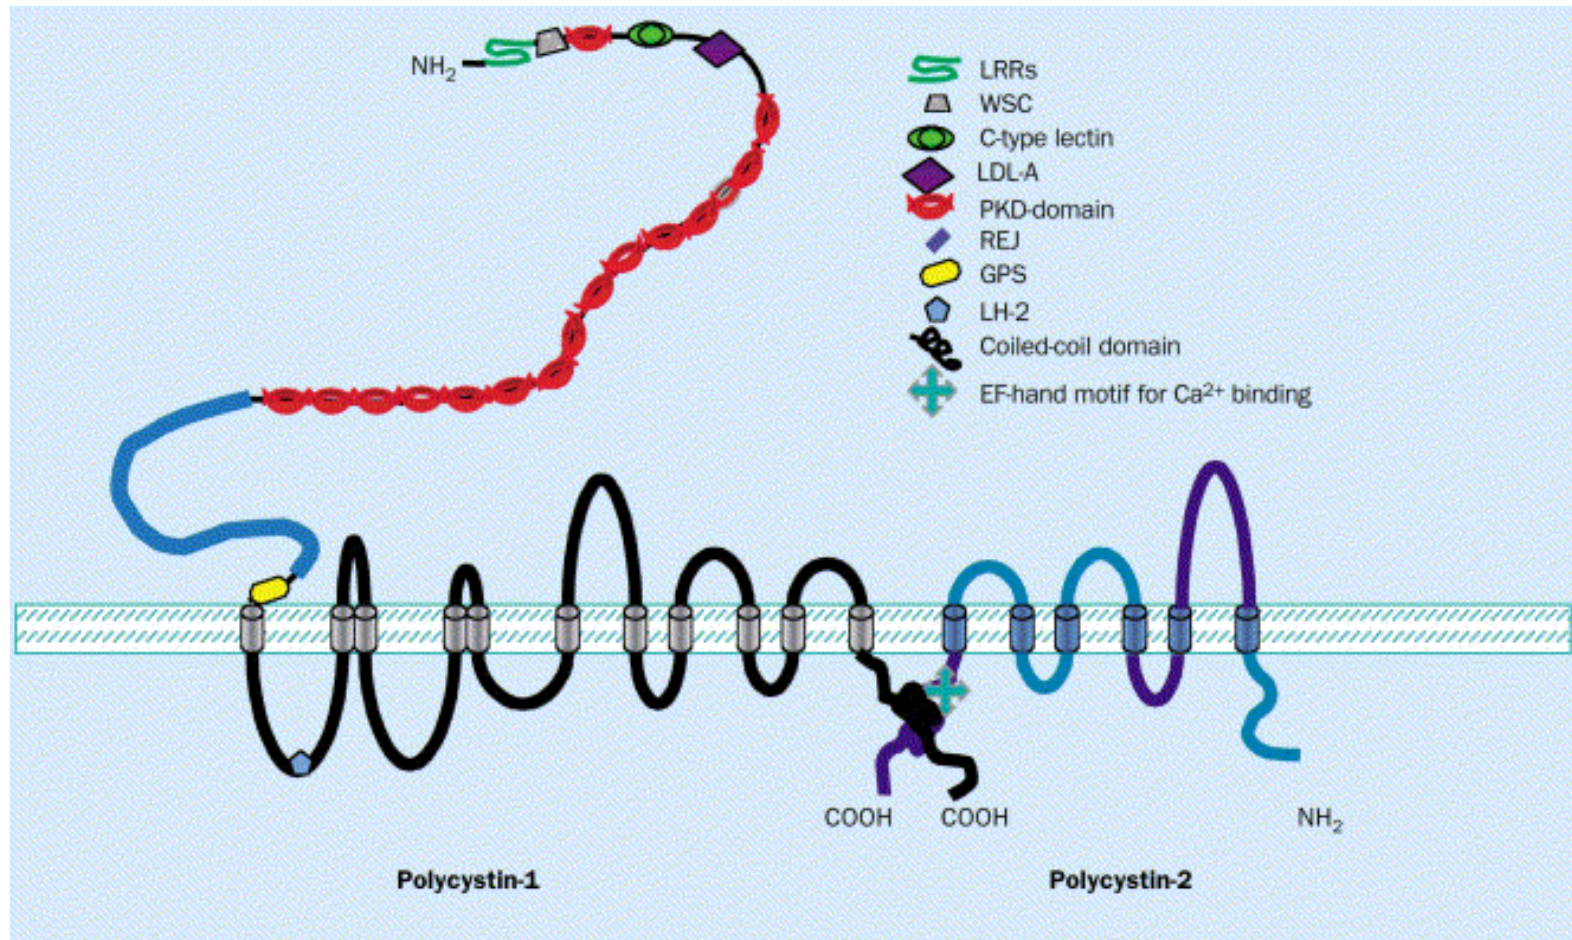 NH2
LRRs
WSC
C-type lectin
LDL-A
PKD-domain
REJ
GPS
LH-2
Coiled-coil domain
EF-hand motif for Ca2+ binding
COOH COOH NH2
Polycystin-1 Polycystin-2